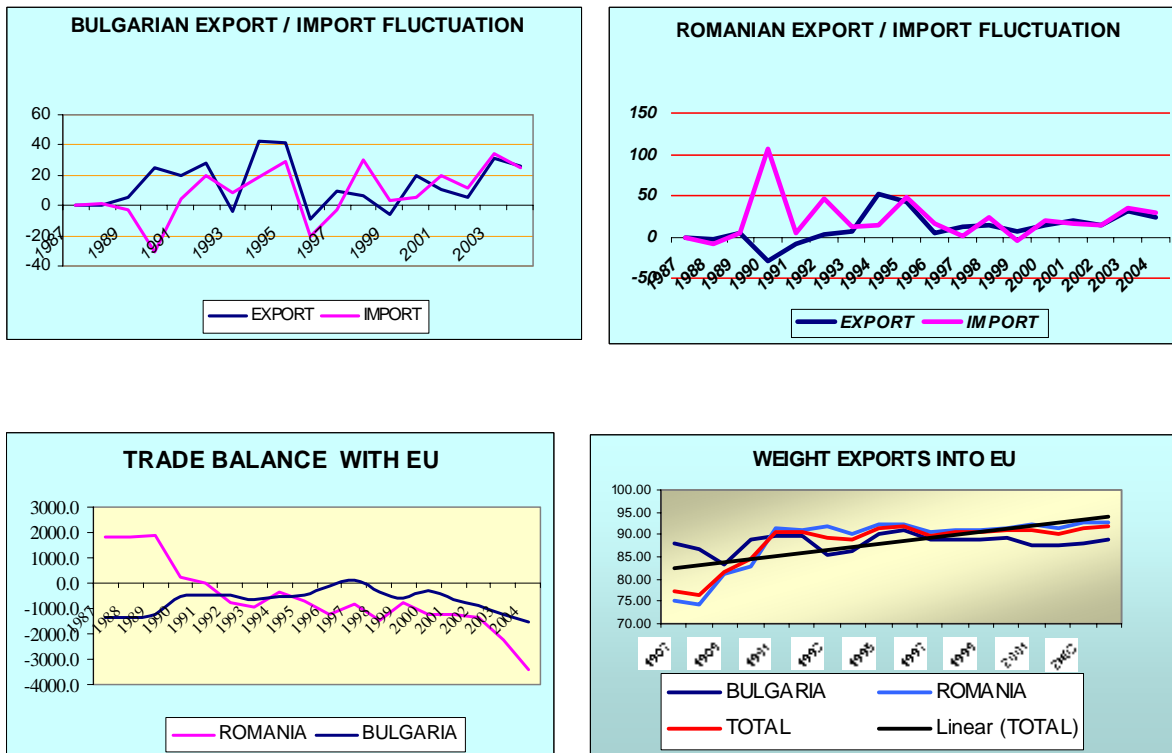 BULGARIAN EXPORT / IMPORT FLUCTUATION
60
40
20
0
-20
-40
1987 1989 1991 1993 1995 1997 1999 2001 2003
EXPORT IMPORT
ROMANIAN EXPORT / IMPORT FLUCTUATION
150
100
50
0
-50
1987 1988 1989 1990 1991 1992 1993 1994 1995 1996 1997 1998 1999 2000 2001 2002 2003 2004
EXPORT IMPORT
TRADE BALANCE WITH EU
3000.0
2000.0
1000.0
0.0
-1000.0
-2000.0
-3000.0
-4000.0
1987 1988 1989 1990 1991 1992 1993 1994 1995 1996 1997 1998 1999 2000 2001 2002 2003 2004
ROMANIA BULGARIA
WEIGHT EXPORTS INTO EU
100.00
95.00
90.00
85.00
80.00
75.00
70.00
1991 1995 1997 1999 2001
BULGARIA ROMANIA
TOTAL Linear (TOTAL)